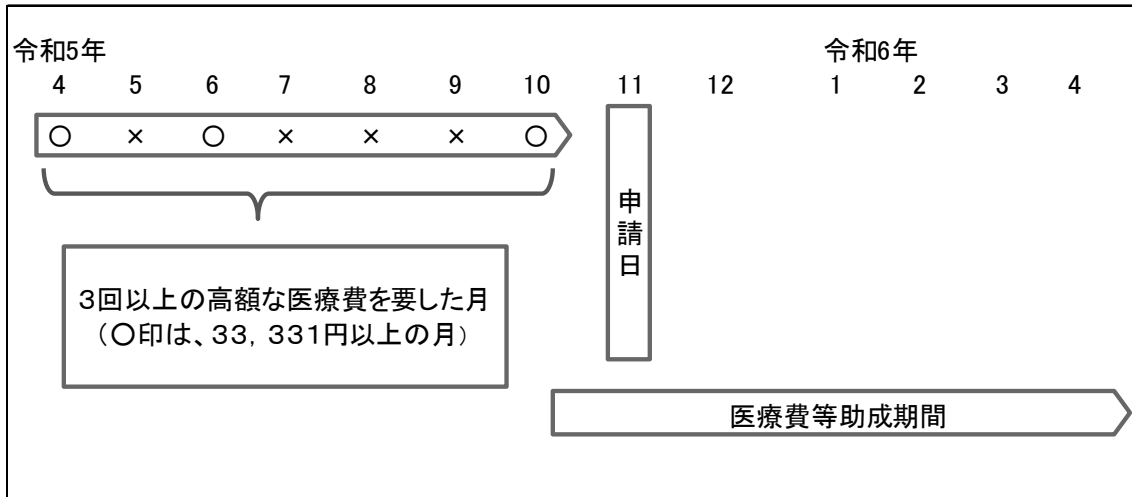 令和5年 令和6年
4 5 6 7 8 9 10 11 12 1 2 3 4
〇 × 〇 × × × 〇
申請日
３回以上の高額な医療費を要した月
（〇印は、３３，３３１円以上の月）
医療費等助成期間